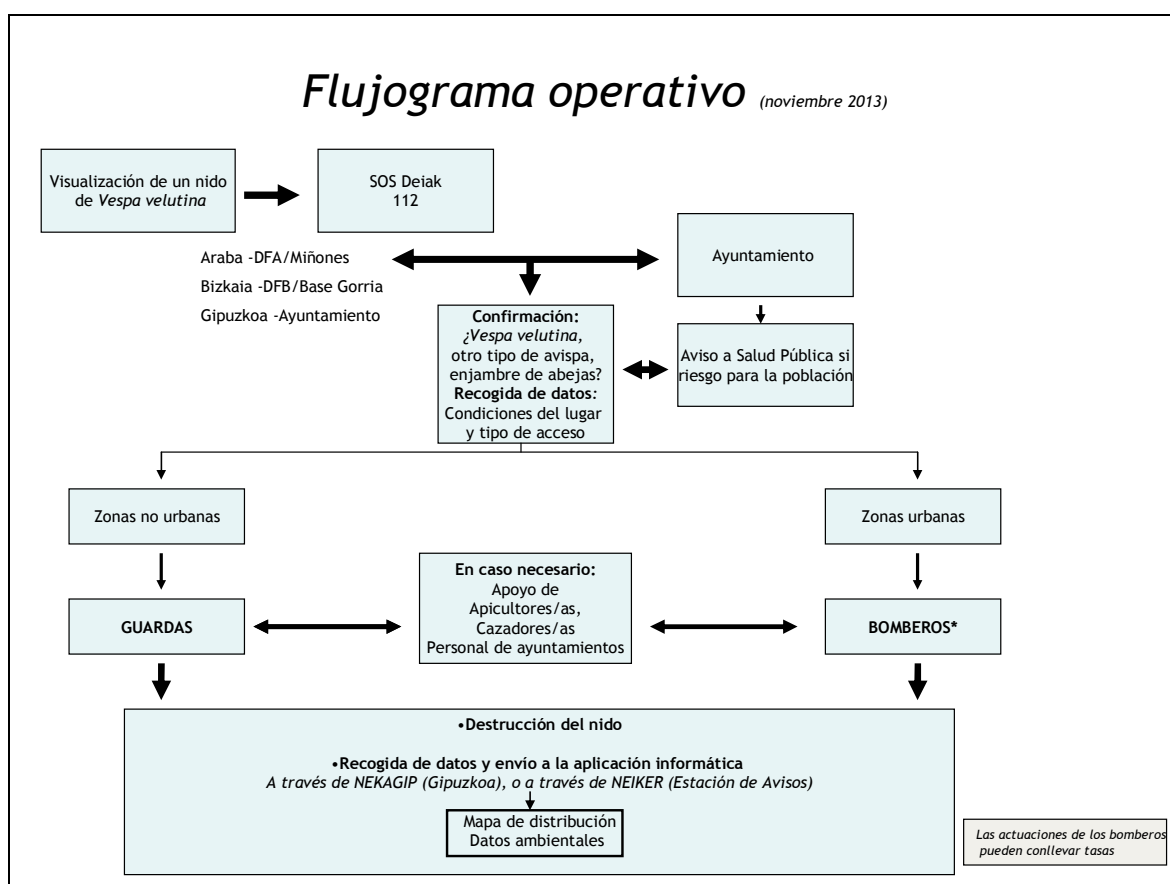 Flujograma operativo (noviembre 2013)
Visualización de un nido
de Vespa velutina
SOS Deiak
112
Araba -DFA/Miñones
Bizkaia -DFB/Base Gorria
Gipuzkoa -Ayuntamiento
Ayuntamiento
Confirmación:
¿Vespa velutina,
otro tipo de avispa,
enjambre de abejas?
Recogida de datos:
Condiciones del lugar
y tipo de acceso
Aviso a Salud Pública si
riesgo para la población
Zonas no urbanas
Zonas urbanas
En caso necesario:
Apoyo de
Apicultores/as,
Cazadores/as
Personal de ayuntamientos
GUARDAS
BOMBEROS*
•Destrucción del nido
•Recogida de datos y envío a la aplicación informática
A través de NEKAGIP (Gipuzkoa), o a través de NEIKER (Estación de Avisos)
Mapa de distribución
Datos ambientales
Las actuaciones de los bomberos
pueden conllevar tasas